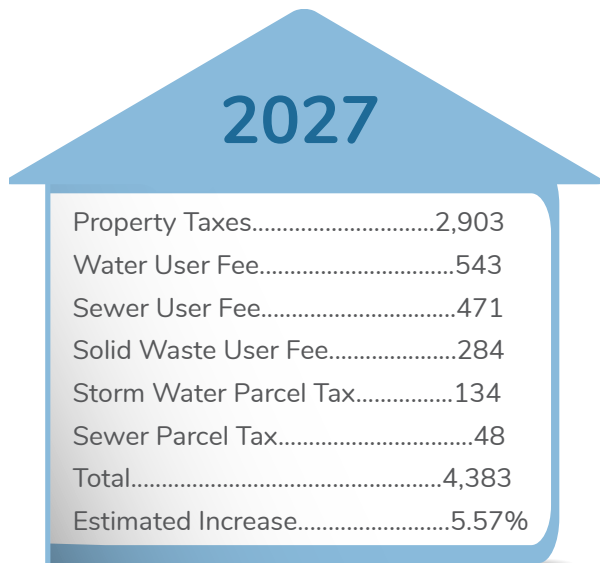 2027
Property Taxes..............................2,903
Water User Fee................................543
Sewer User Fee................................471
Solid Waste User Fee.....................284
Storm Water Parcel Tax................134
Sewer Parcel Tax................................48
Total...................................................4,383
Estimated Increase.........................5.57%